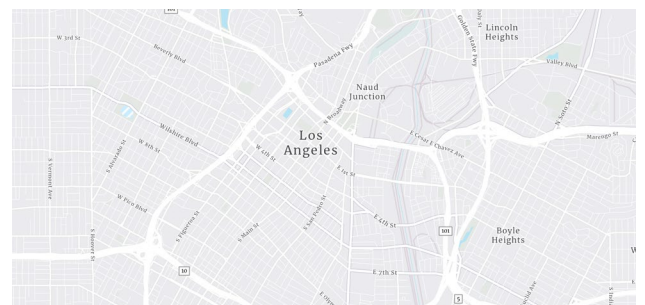 101
W 3rd St
Beverly Blvd
Pasadena Fwy
Golden State Fwy
Lincoln
Heights
Valley Blvd
Naud
Junction
N Broadway
N Soto St
Los
Angeles
E Cesar E Chavez Ave
Marengo St
Wilshire Blvd
W 8th St
W 4th St
S Alvarado St
E 1st St
S Vermont Ave
W Pico Blvd
S Figueroa St
S Main St
S San Pedro St
E 4th St
S Hoover St
101
Boyle
Heights
10
E 7th St
5